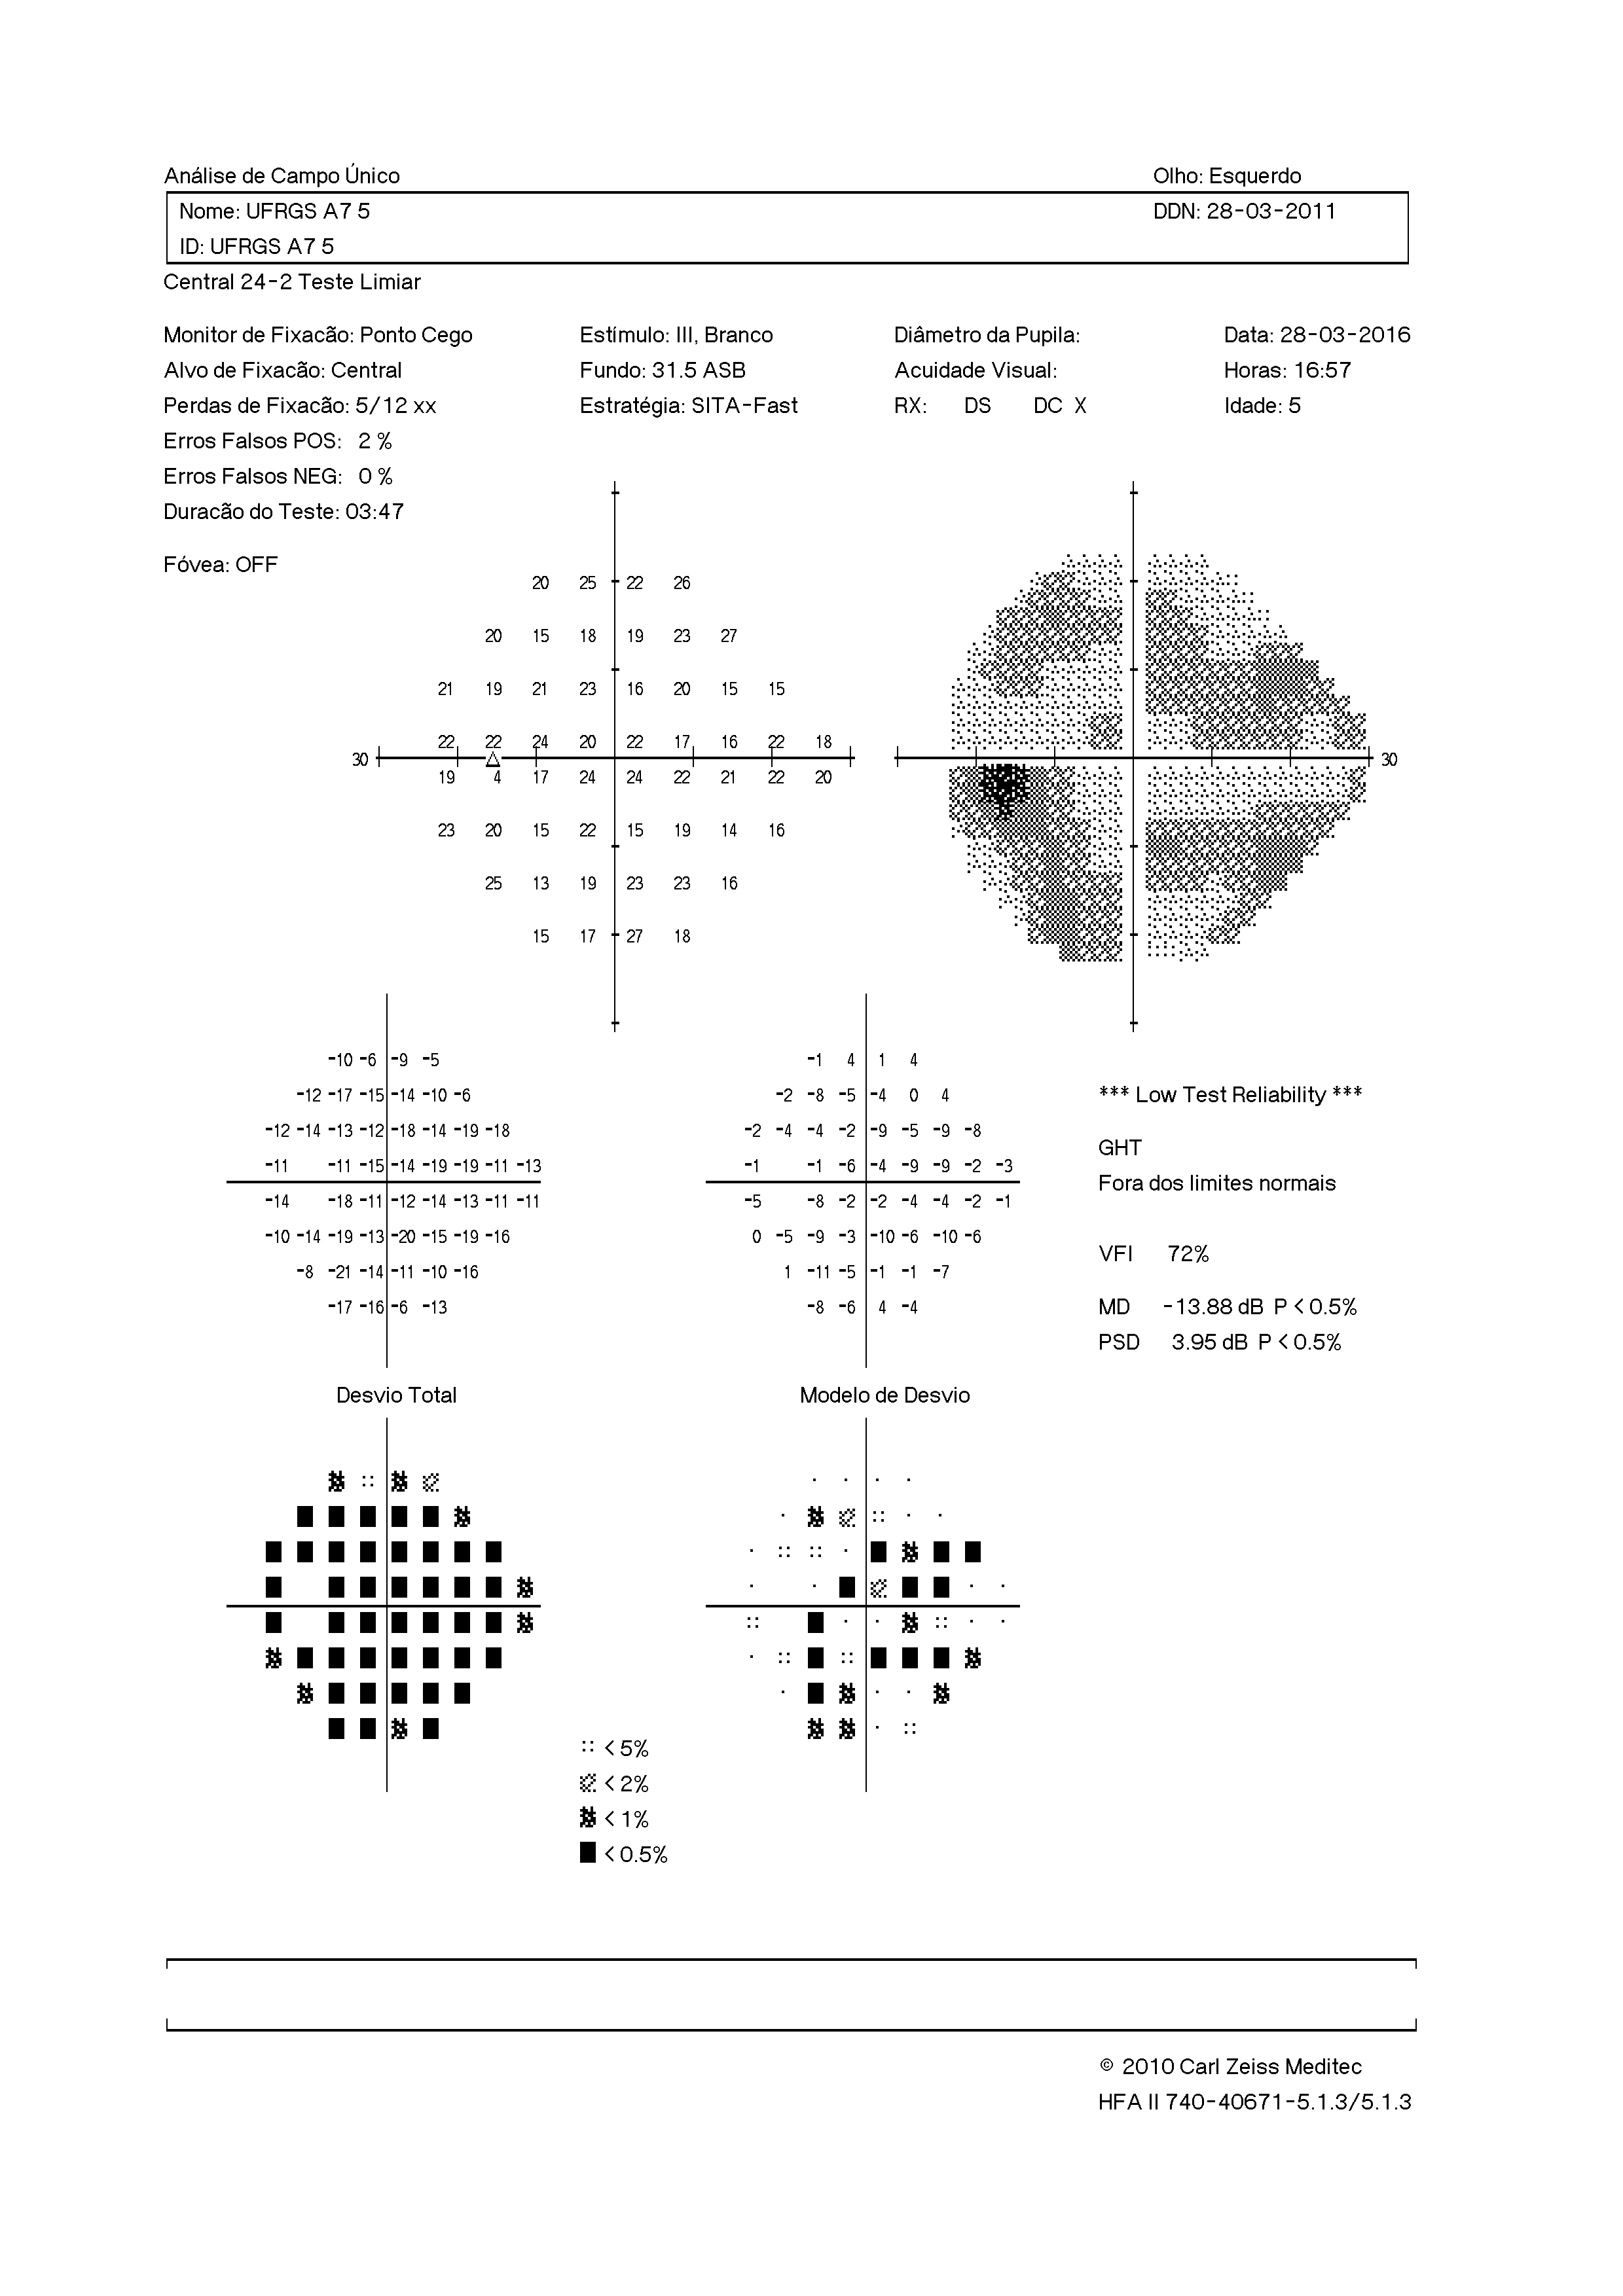 Análise de Campo Único Olho: Esquerdo
Nome: UFRGS A7 5 DDN: 28-03-2011
ID: UFRGS A7 5
Central 24-2 Teste Limiar
Monitor de Fixacão: Ponto Cego Estímulo: III, Branco Diâmetro da Pupila: Data: 28-03-2016
Alvo de Fixacão: Central Fundo: 31.5 ASB Acuidade Visual: Horas: 16:57
Perdas de Fixacão: 5/12 xx Estratégia: SITA-Fast RX: DS DC X Idade: 5
Erros Falsos POS: 2 %
Erros Falsos NEG: 0 %
Duracão do Teste: 03:47
Fóvea: OFF
20 25 22 26
20 15 18 19 23 27
21 19 21 23 16 20 15 15
22 22 24 20 22 17 16 22 18
30 30
19 4 17 24 24 22 21 22 20
23 20 15 22 15 19 14 16
25 13 19 23 23 16
15 17 27 18
-10 -6 -9 -5 -1 4 1 4
-12 -17 -15 -14 -10 -6 -2 -8 -5 -4 0 4 *** Low Test Reliability ***
-12 -14 -13 -12 -18 -14 -19 -18 -2 -4 -4 -2 -9 -5 -9 -8
GHT
-11 -11 -15 -14 -19 -19 -11 -13 -1 -1 -6 -4 -9 -9 -2 -3
Fora dos limites normais
-14 -18 -11 -12 -14 -13 -11 -11 -5 -8 -2 -2 -4 -4 -2 -1
-10 -14 -19 -13 -20 -15 -19 -16 0 -5 -9 -3 -10 -6 -10 -6
VFI 72%
-8 -21 -14 -11 -10 -16 1 -11 -5 -1 -1 -7
-17 -16 -6 -13 -8 -6 4 -4 MD -13.88 dB P < 0.5%
PSD 3.95 dB P < 0.5%
Desvio Total Modelo de Desvio
< 5%
< 2%
< 1%
< 0.5%
© 2010 Carl Zeiss Meditec
HFA II 740-40671-5.1.3/5.1.3